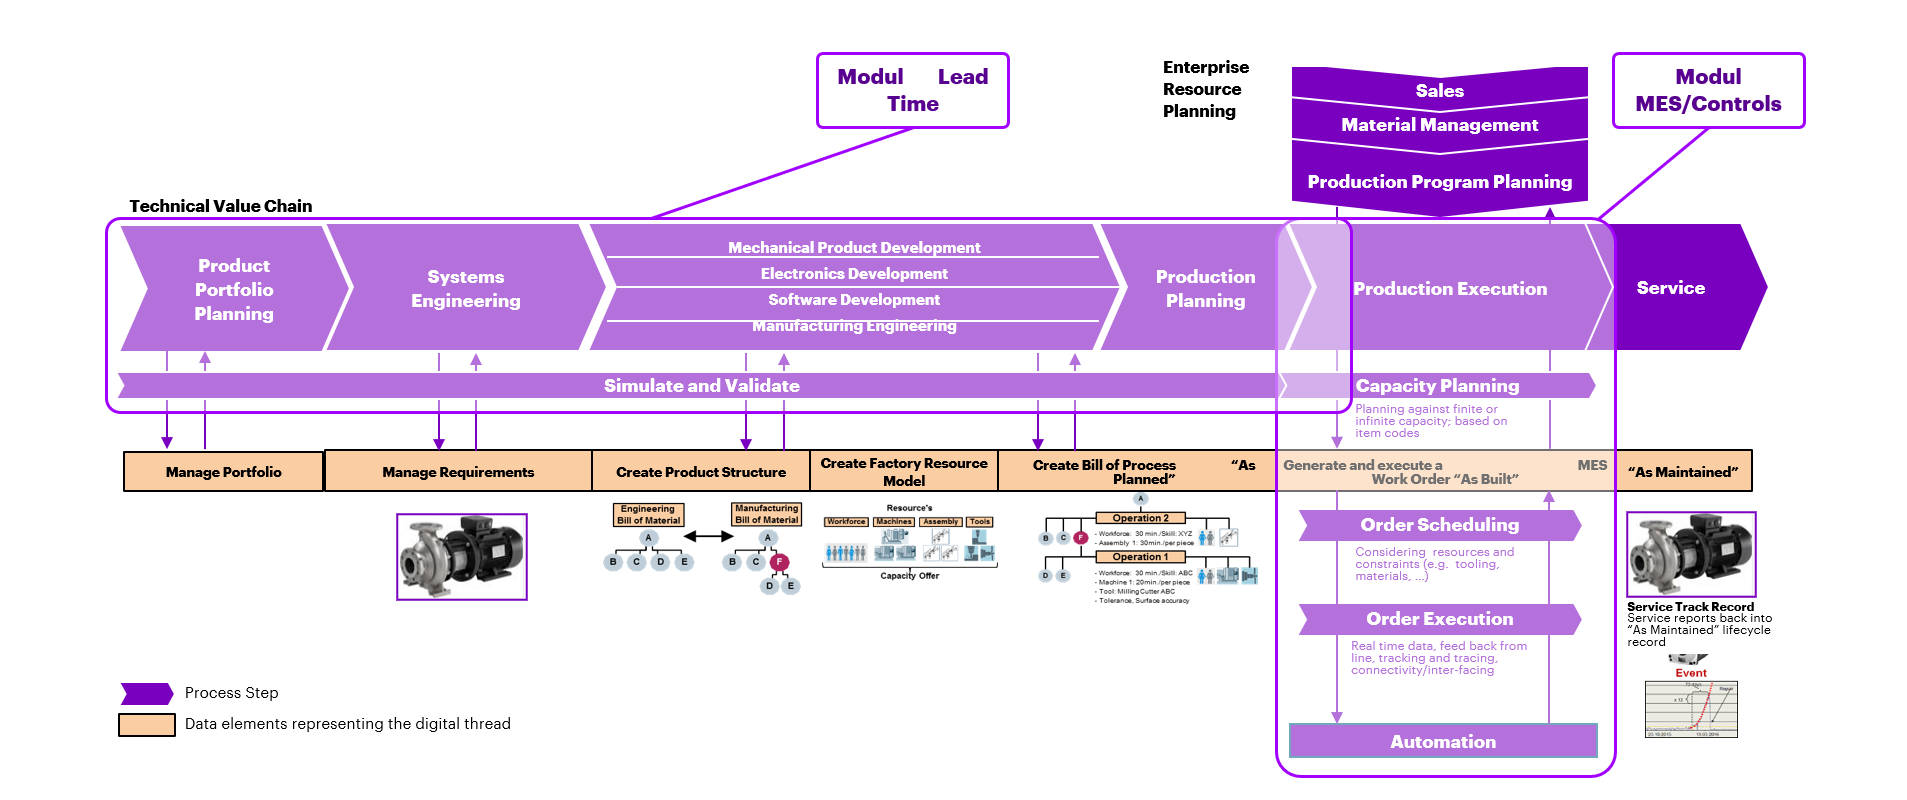 Modul Lead
Time
Enterprise
Resource
Planning
Sales
Material Management
Production Program Planning
Modul
MES/Controls
Technical Value Chain
Product
Portfolio
Planning
Systems
Engineering
Mechanical Product Development
Electronics Development
Software Development
Manufacturing Engineering
Production
Planning
Production Execution
Service
Simulate and Validate
Capacity Planning
Planning against finite or
infinite capacity; based on
item codes
Manage Portfolio
Manage Requirements
Create Product Structure
Create Factory Resource
Model
Create Bill of Process "As
Planned"
Generate and execute a MES
Work Order “As Built”
“As Maintained”
Engineering
Bill of Material
Manufacturing
Bill of Material
A
B C D E
A
B C F
D E
Resource's
Workforce Machines Assembly Tools
Capacity Offer
A
Operation 2
B C F
- Workforce: 30 min./Skill: XYZ
- Assembly 1: 30min./per piece
Operation 1
D E
- Workforce: 30 min./Skill: ABC
- Machine 1: 20min./per piece
- Tool: Milling Cutter ABC
- Tolerance, Surface accuracy
Order Scheduling
Considering resources and
constraints (e.g. tooling,
materials, ...)
Order Execution
Real time data, feed back from
line, tracking and tracing,
connectivity/inter-facing
Automation
Service Track Record
Service reports back into
“As Maintained” lifecycle
record
Event
Repair
Process Step
Data elements representing the digital thread